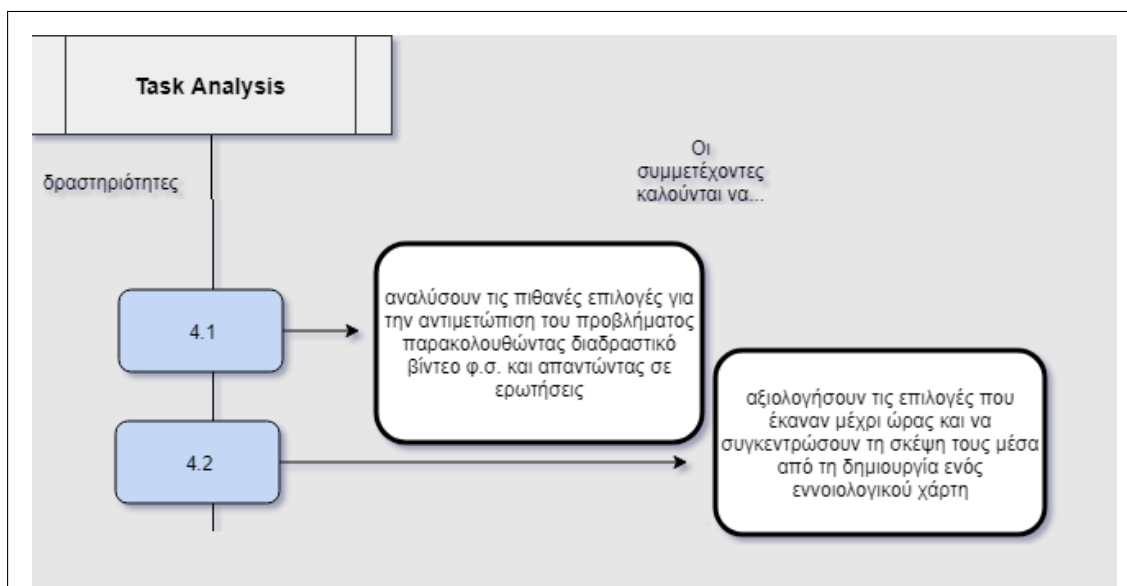 Task Analysis
δραστηριότητες
Οι
συμμετέχοντες
καλούνται να...
4.1
αναλύσουν τις πιθανές επιλογές για
την αντιμετώπιση του προβλήματος
παρακολουθώντας διαδραστικό
βίντεο φ.σ. και απαντώντας σε
ερωτήσεις
4.2
αξιολογήσουν τις επιλογές που
έκαναν μέχρι ώρας και να
συγκεντρώσουν τη σκέψη τους μέσα
από τη δημιουργία ενός
εννοιολογικού χάρτη